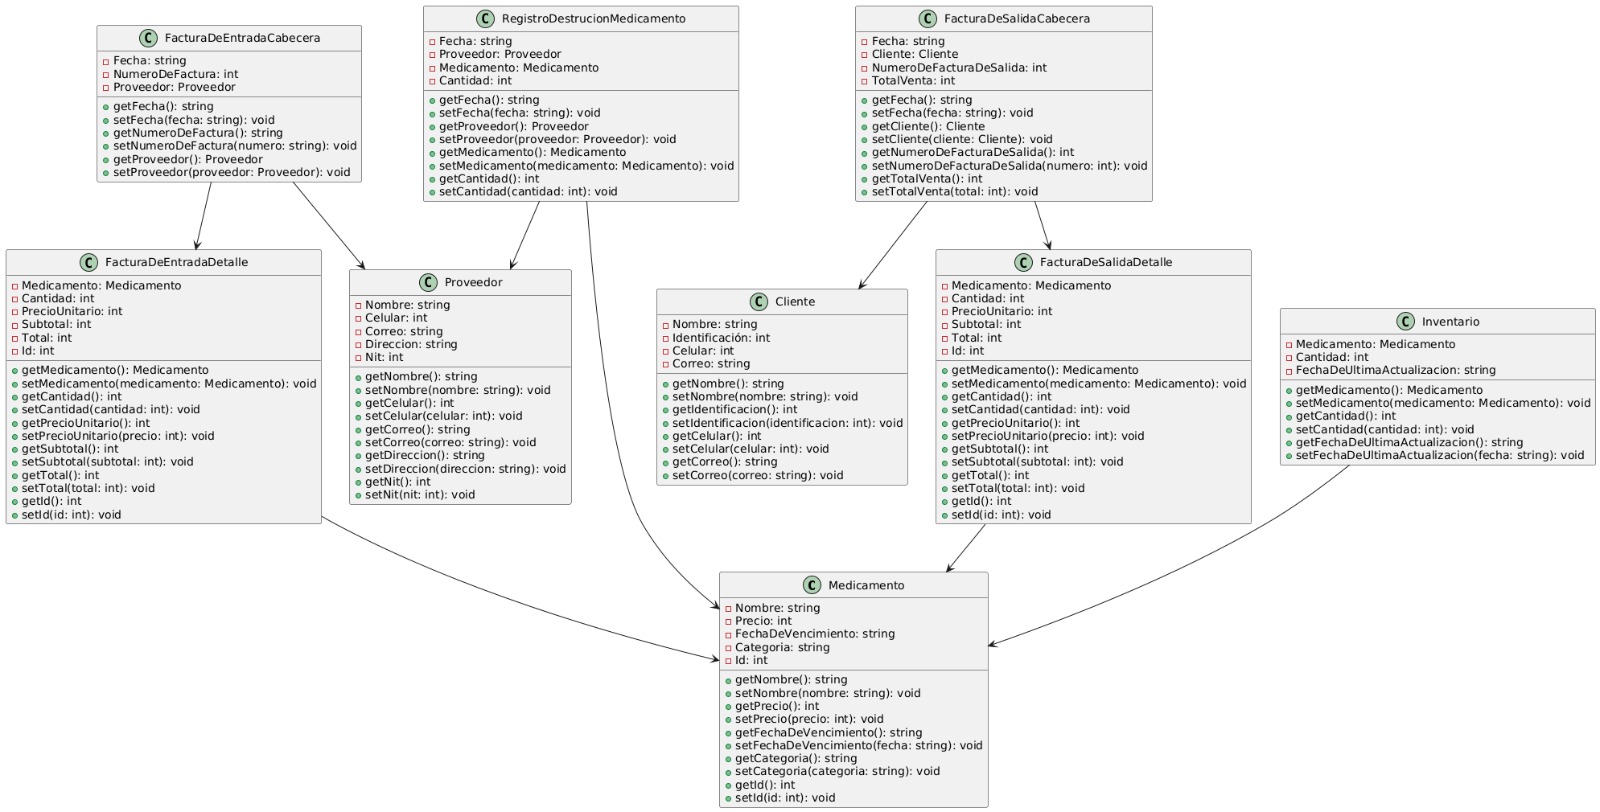 C FacturaDeEntradaCabecera
Fecha: string
NumeroDeFactura: int
Proveedor: Proveedor
getFecha(): string
setFecha(fecha: string): void
getNumeroDeFactura(): string
setNumeroDeFactura(numero: string): void
getProveedor(): Proveedor
setProveedor(proveedor: Proveedor): void
C RegistroDestrucionMedicamento
Fecha: string
Proveedor: Proveedor
Medicamento: Medicamento
Cantidad: int
getFecha(): string
setFecha(fecha: string): void
getProveedor(): Proveedor
setProveedor(proveedor: Proveedor): void
getMedicamento(): Medicamento
setMedicamento(medicamento: Medicamento): void
getCantidad(): int
setCantidad(cantidad: int): void
C FacturaDeSalidaCabecera
Fecha: string
Cliente: Cliente
NumeroDeFacturaDeSalida: int
TotalVenta: int
getFecha(): string
setFecha(fecha: string): void
getCliente(): Cliente
setCliente(cliente: Cliente): void
getNumeroDeFacturaDeSalida(): int
setNumeroDeFacturaDeSalida(numero: int): void
getTotalVenta(): int
setTotalVenta(total: int): void
C FacturaDeEntradaDetalle
Medicamento: Medicamento
Cantidad: int
PrecioUnitario: int
Subtotal: int
Total: int
Id: int
getMedicamento(): Medicamento
setMedicamento(medicamento: Medicamento): void
getCantidad(): int
setCantidad(cantidad: int): void
getPrecioUnitario(): int
setPrecioUnitario(precio: int): void
getSubtotal(): int
setSubtotal(subtotal: int): void
getTotal(): int
setTotal(total: int): void
getId(): int
setId(id: int): void
C Proveedor
Nombre: string
Celular: int
Correo: string
Direccion: string
Nit: int
getNombre(): string
setNombre(nombre: string): void
getCelular(): int
setCelular(celular: int): void
getCorreo(): string
setCorreo(correo: string): void
getDireccion(): string
setDireccion(direccion: string): void
getNit(): int
setNit(nit: int): void
C Cliente
Nombre: string
Identificación: int
Celular: int
Correo: string
getNombre(): string
setNombre(nombre: string): void
getIdentificacion(): int
setIdentificacion(identificacion: int): void
getCelular(): int
setCelular(celular: int): void
getCorreo(): string
setCorreo(correo: string): void
C FacturaDeSalidaDetalle
Medicamento: Medicamento
Cantidad: int
PrecioUnitario: int
Subtotal: int
Total: int
Id: int
getMedicamento(): Medicamento
setMedicamento(medicamento: Medicamento): void
getCantidad(): int
setCantidad(cantidad: int): void
getPrecioUnitario(): int
setPrecioUnitario(precio: int): void
getSubtotal(): int
setSubtotal(subtotal: int): void
getTotal(): int
setTotal(total: int): void
getId(): int
setId(id: int): void
C Inventario
Medicamento: Medicamento
Cantidad: int
FechaDeUltimaActualizacion: string
getMedicamento(): Medicamento
setMedicamento(medicamento: Medicamento): void
getCantidad(): int
setCantidad(cantidad: int): void
getFechaDeUltimaActualizacion(): string
setFechaDeUltimaActualizacion(fecha: string): void
C Medicamento
Nombre: string
Precio: int
FechaDeVencimiento: string
Categoria: string
Id: int
getNombre(): string
setNombre(nombre: string): void
getPrecio(): int
setPrecio(precio: int): void
getFechaDeVencimiento(): string
setFechaDeVencimiento(fecha: string): void
getCategoria(): string
setCategoria(categoria: string): void
getId(): int
setId(id: int): void